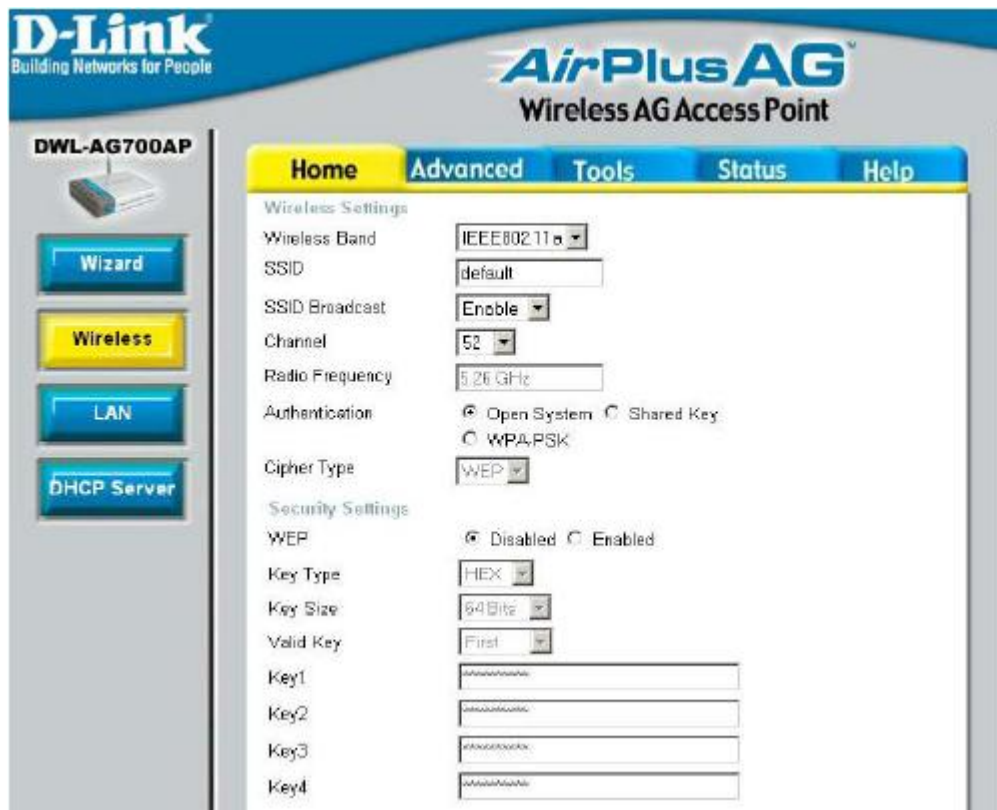 D-Link
Building Networks for People
AirPlus AG
Wireless AG Access Point
DWL-AG700AP
Home Advanced Tools Status Help
Wizard
Wireless
LAN
DHCP Server
Wireless Settings
Wireless Band IEEE802.11a
SSID default
SSID Broadcast Enable
Channel 52
Radio Frequency 5.26 GHz
Authentication Open System Shared Key
WPA-PSK
Cipher Type WEP
Security Settings
WEP Disabled Enabled
Key Type HEX
Key Size 64 Bits
Valid Key First
Key1 **********
Key2 **********
Key3 **********
Key4 **********